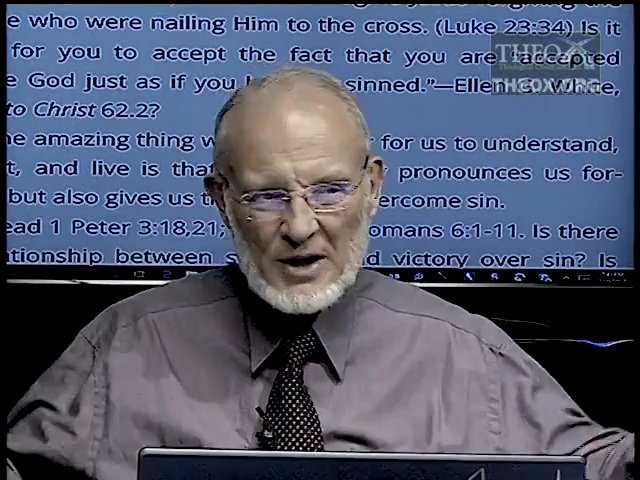 e who were nailing Him to the cross. (Luke 23:34) Is it
for you to accept the fact that you are accepted
e God just as if you sinned."—Ellen White,
to Christ 62.2?
he amazing thing for us to understand,
t, and live is that pronounces us for-
but also gives us ercome sin.
ead 1 Peter 3:18,21; omans 6:1-11. Is there
tionship between s d victory over sin? Is
THEOX
THEOX.ORG